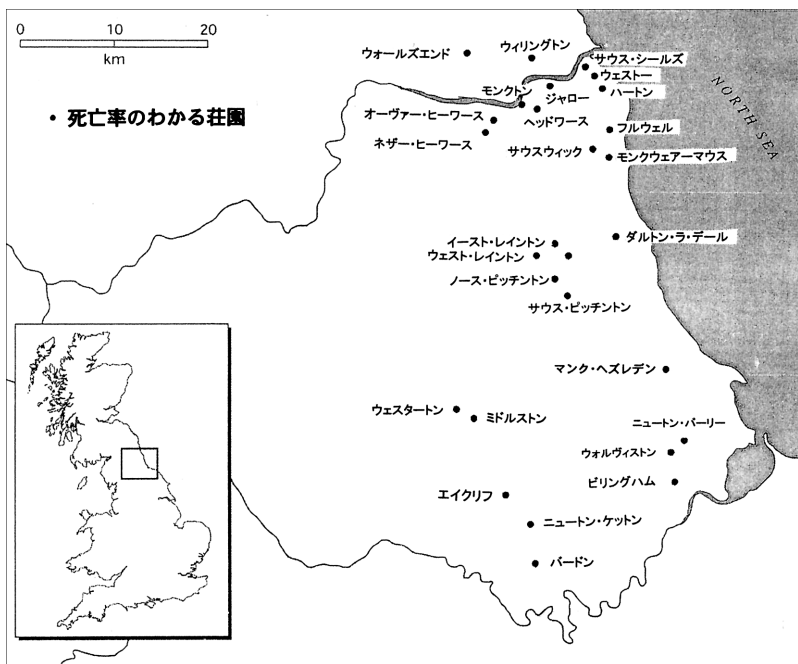 0 10 20
km
• 死亡率のわかる荘園
ウォールズエンド
ウィリングトン
サウス・シールズ
ウェストー
ハートン
モンクトン
ジャロー
オーヴァー・ヒーワース
ヘッドワース
ネザー・ヒーワース
フルウェル
サウスウィック
モンクウェアーマウス
NORTH SEA
ダルトン・ラ・デール
イースト・レイントン
ウェスト・レイントン
ノース・ピッチントン
サウス・ピッチントン
マンク・ヘズレデン
ウェスタートン
ミドルストン
ニュートン・バーリー
ウォルヴィストン
ビリングハム
エイクリフ
ニュートン・ケットン
バードン